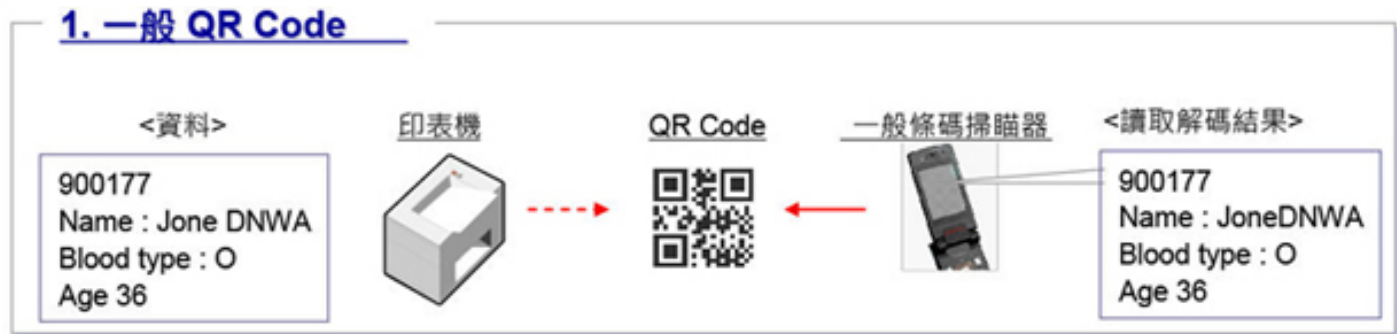 1. 一般 QR Code
<資料>
印表機
QR Code
一般條碼掃瞄器
<讀取解碼結果>
900177
Name : Jone DNWA
Blood type : O
Age 36
900177
Name : JoneDNWA
Blood type : O
Age 36